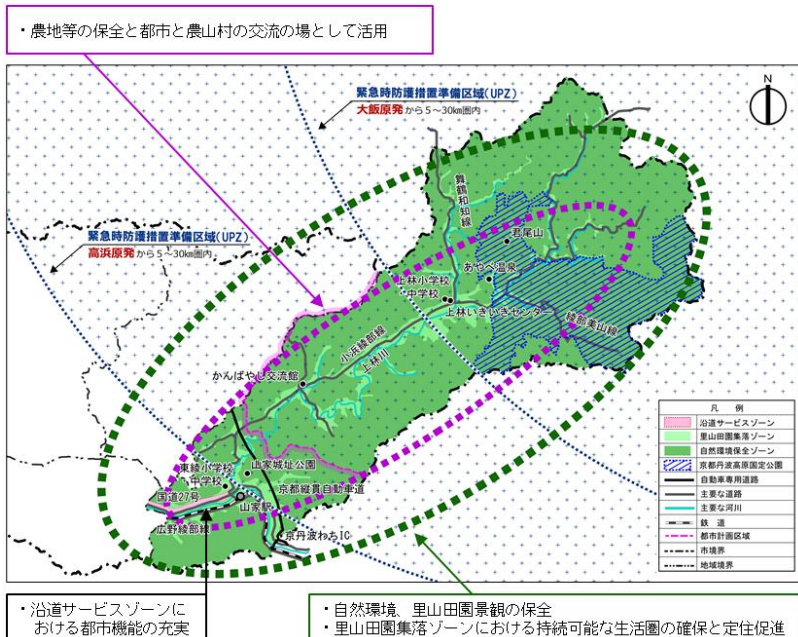 ・農地等の保全と都市と農山村の交流の場として活用
N
緊急時防護措置準備区域(UPZ)
大飯原発から5～30km圏内
緊急時防護措置準備区域(UPZ)
高浜原発から5～30km圏内
舞鶴和知線
君尾山
あやべ温泉
上林小学校
中学校
上林いきいきセンター
綾部美山線
小浜綾部線
上林川
かんばやし交流館
東綾小学校
中学校
山家城址公園
京都縦貫自動車道
国道27号
山家駅
広野綾部線
京丹波わちIC
凡 例
沿道サービスゾーン
里山田園集落ゾーン
自然環境保全ゾーン
京都丹波高原国定公園
自動車専用道路
主要な道路
主要な河川
鉄 道
都市計画区域
市境界
地域境界
・沿道サービスゾーンに
おける都市機能の充実
・自然環境、里山田園景観の保全
・里山田園集落ゾーンにおける持続可能な生活圏の確保と定住促進